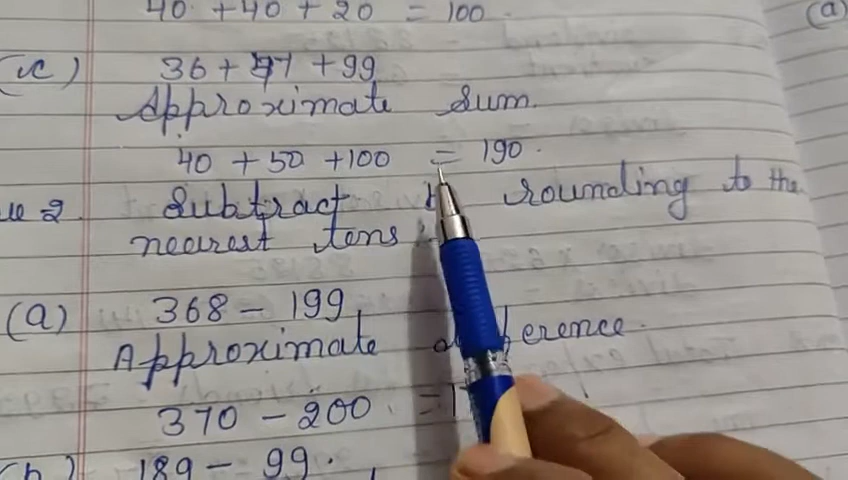 40 + 40 + 20 = 100
(a)
(c) 36 + 47 + 99
Approximate Sum.
40 + 50 + 100 = 190.
2. Subtract rounding to the
nearest tens
(a) 368 - 199
Approximate
370 - 200 =
(b) 189 - 99.